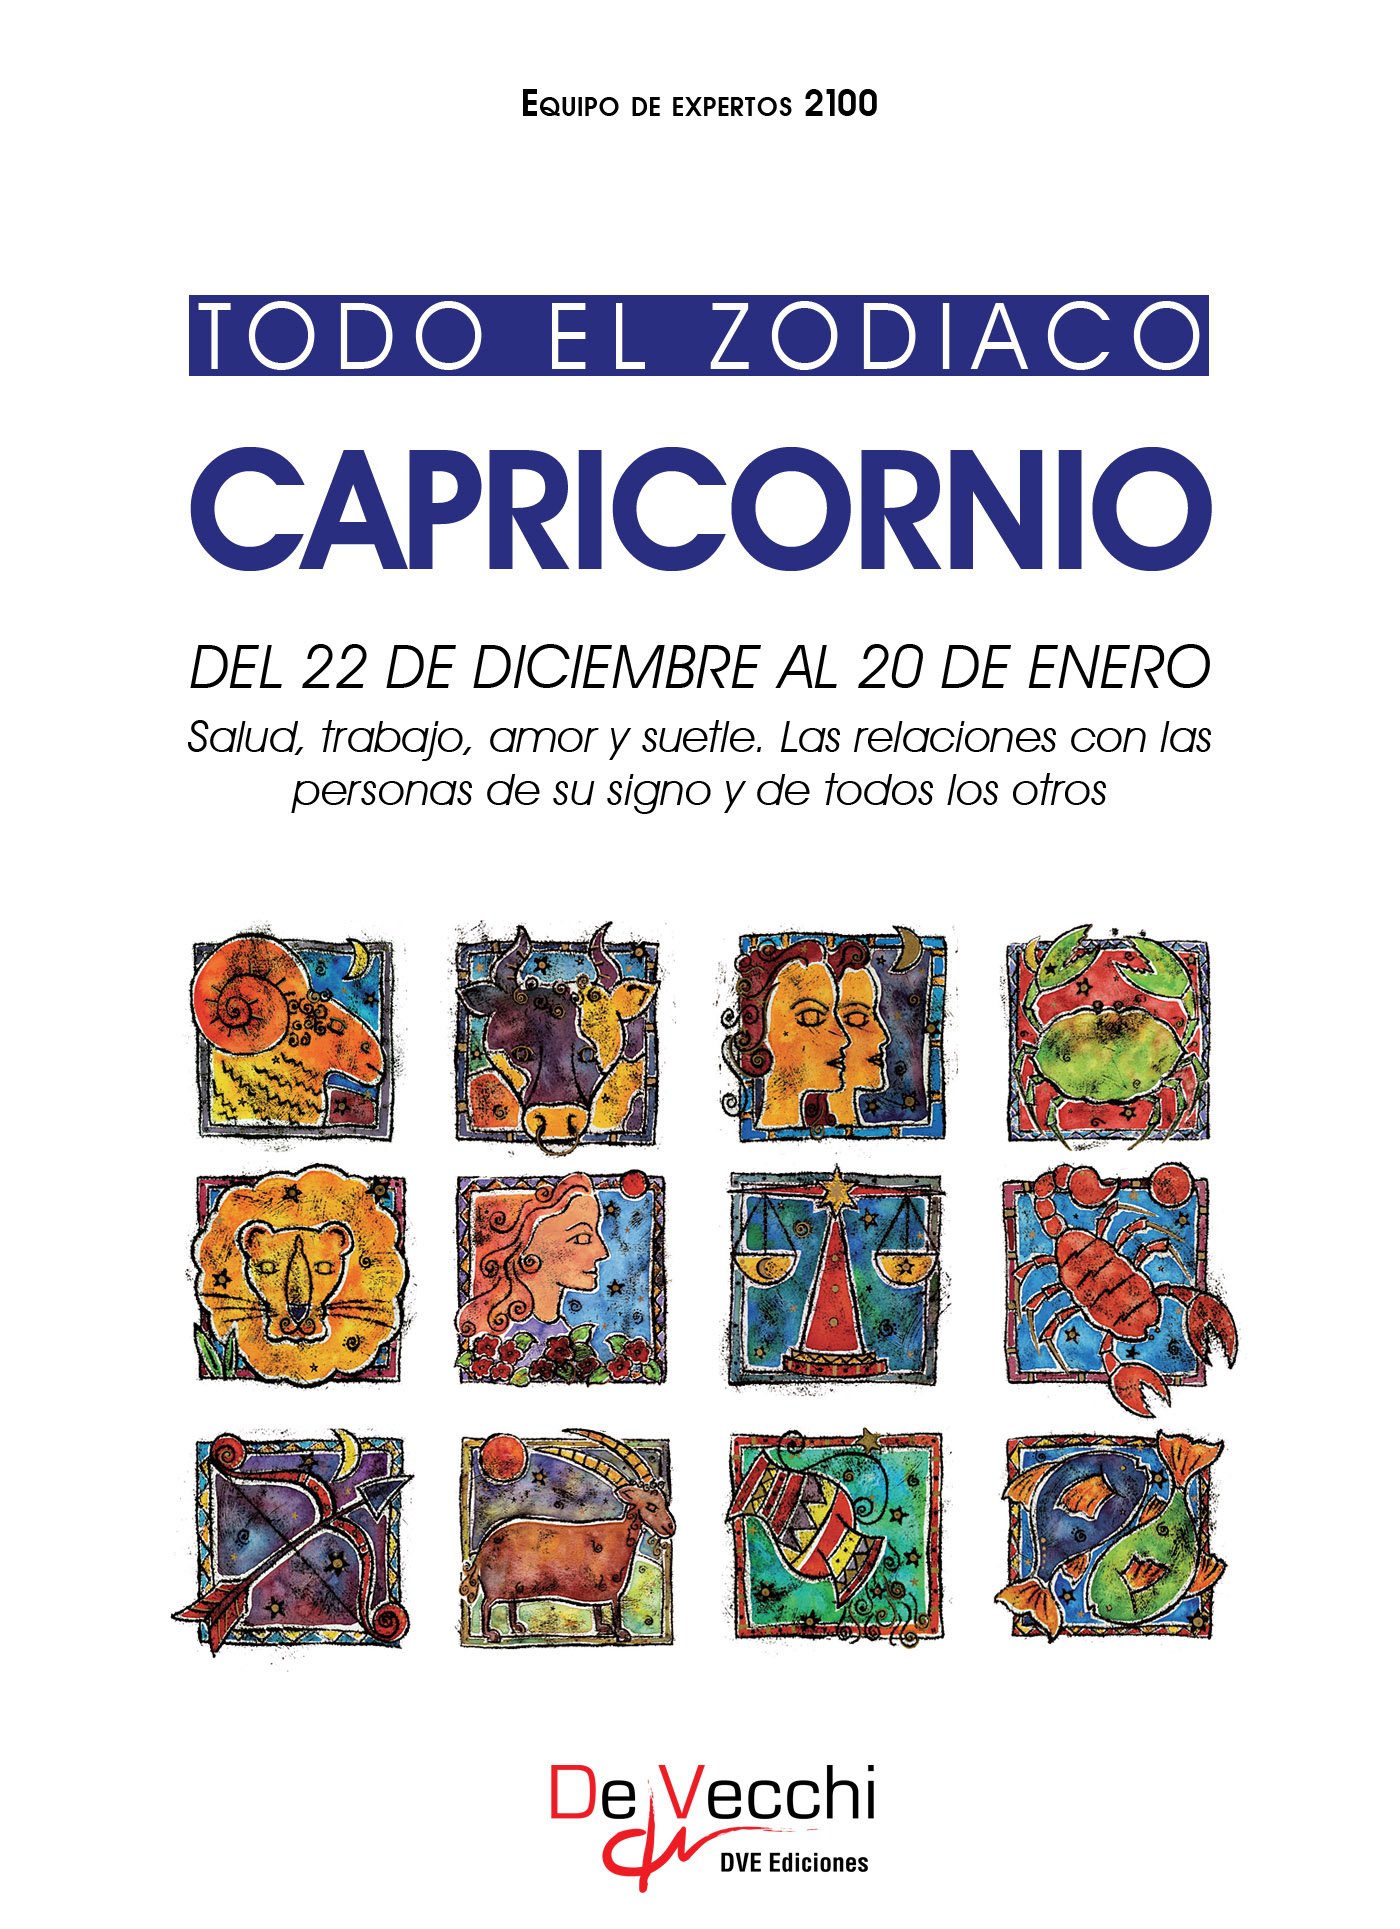 EQUIPO DE EXPERTOS 2100
TODO EL ZODIACO
CAPRICORNIO
DEL 22 DE DICIEMBRE AL 20 DE ENERO
Salud, trabajo, amor y suetle. Las relaciones con las
personas de su signo y de todos los otros
De Vecchi
DVE Ediciones